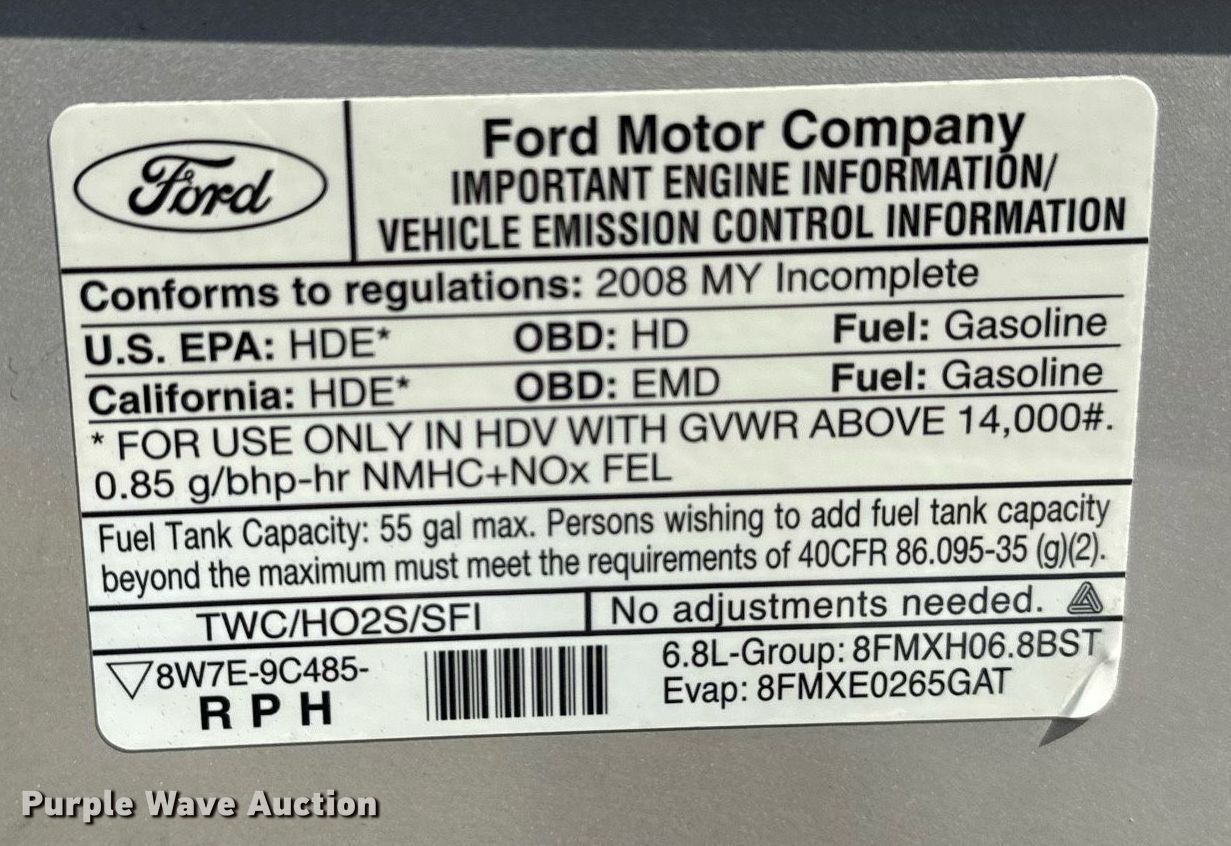 Ford
Ford Motor Company
IMPORTANT ENGINE INFORMATION/
VEHICLE EMISSION CONTROL INFORMATION
Conforms to regulations: 2008 MY Incomplete
U.S. EPA: HDE* OBD: HD Fuel: Gasoline
California: HDE* OBD: EMD Fuel: Gasoline
* FOR USE ONLY IN HDV WITH GVWR ABOVE 14,000#.
0.85 g/bhp-hr NMHC+NOx FEL
Fuel Tank Capacity: 55 gal max. Persons wishing to add fuel tank capacity
beyond the maximum must meet the requirements of 40CFR 86.095-35 (g)(2).
TWC/HO2S/SFI No adjustments needed.
8W7E-9C485-
R P H
6.8L-Group: 8FMXH06.8BST
Evap: 8FMXE0265GAT
Purple Wave Auction